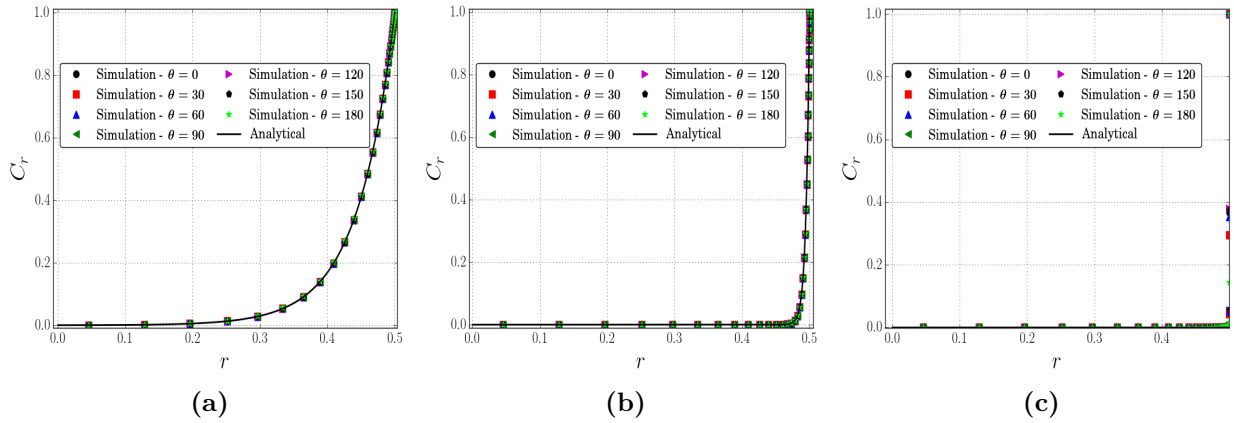 1.0
0.8
0.6
0.4
0.2
0.0
C_r
Simulation - θ = 0
Simulation - θ = 30
Simulation - θ = 60
Simulation - θ = 90
Simulation - θ = 120
Simulation - θ = 150
Simulation - θ = 180
Analytical
0.0 0.1 0.2 0.3 0.4 0.5
r
(a)
1.0
0.8
0.6
0.4
0.2
0.0
C_r
Simulation - θ = 0
Simulation - θ = 30
Simulation - θ = 60
Simulation - θ = 90
Simulation - θ = 120
Simulation - θ = 150
Simulation - θ = 180
Analytical
0.0 0.1 0.2 0.3 0.4 0.5
r
(b)
1.0
0.8
0.6
0.4
0.2
0.0
C_r
Simulation - θ = 0
Simulation - θ = 30
Simulation - θ = 60
Simulation - θ = 90
Simulation - θ = 120
Simulation - θ = 150
Simulation - θ = 180
Analytical
0.0 0.1 0.2 0.3 0.4
r
(c)